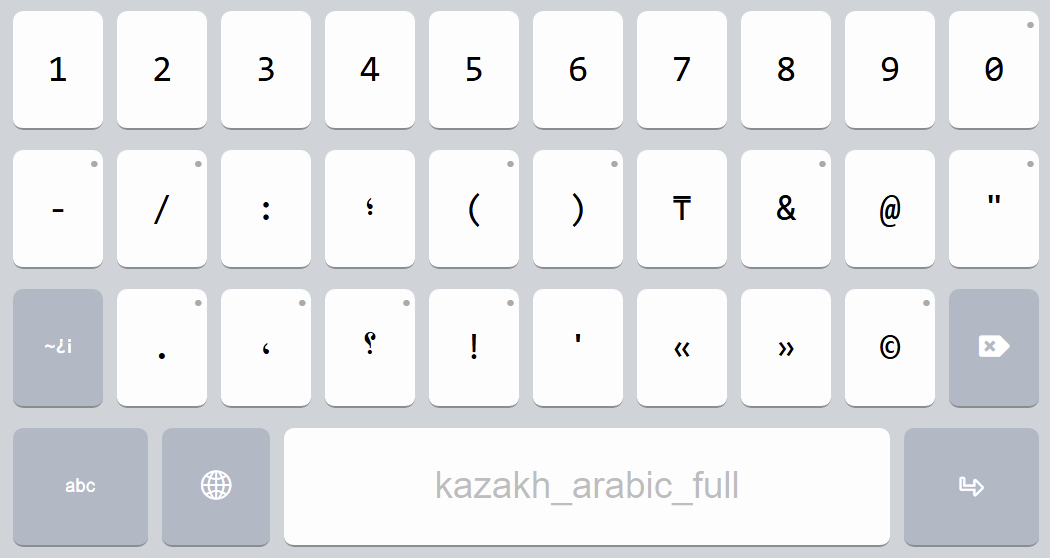 1 2 3 4 5 6 7 8 9 0
- / : ؛ ( ) ₸ & @ "
~¿¡ . ، ؟ ! ' « » ©
abc kazakh_arabic_full